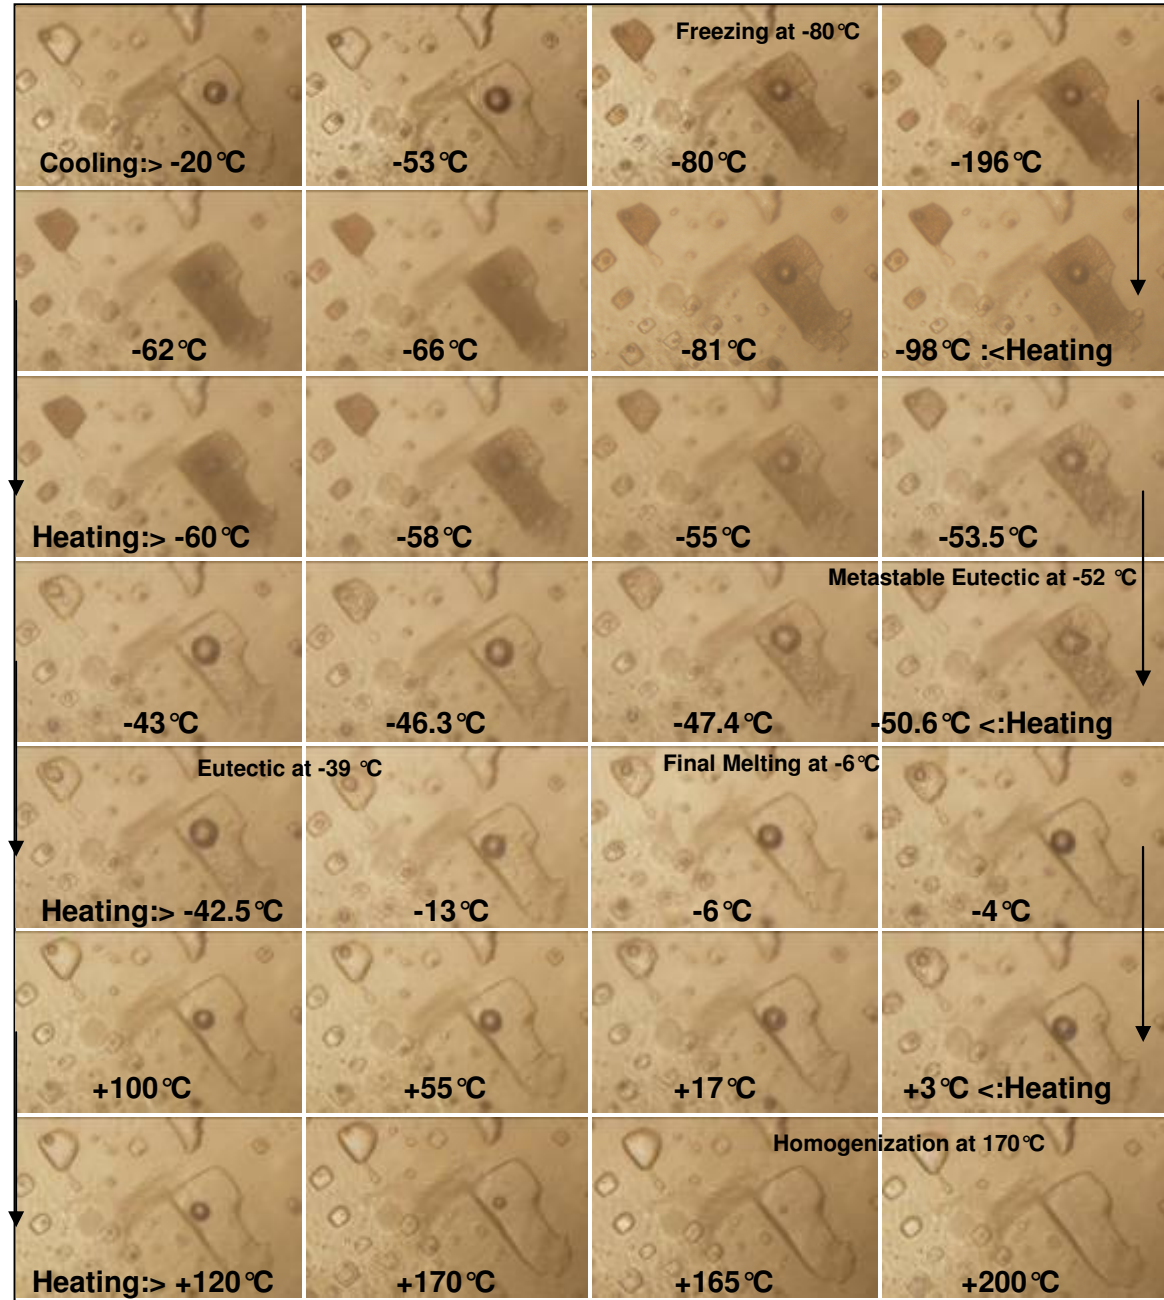 Freezing at -80°C
Cooling:> -20°C
-53°C
-80°C
-196°C
-62°C
-66°C
-81°C
-98°C :<Heating
Heating:> -60°C
-58°C
-55°C
-53.5°C
Metastable Eutectic at -52 °C
-43°C
-46.3°C
-47.4°C
-50.6°C <:Heating
Eutectic at -39 °C
Final Melting at -6°C
Heating:> -42.5°C
-13°C
-6°C
-4°C
+100°C
+55°C
+17°C
+3°C <:Heating
Homogenization at 170°C
Heating:> +120°C
+170°C
+165°C
+200°C